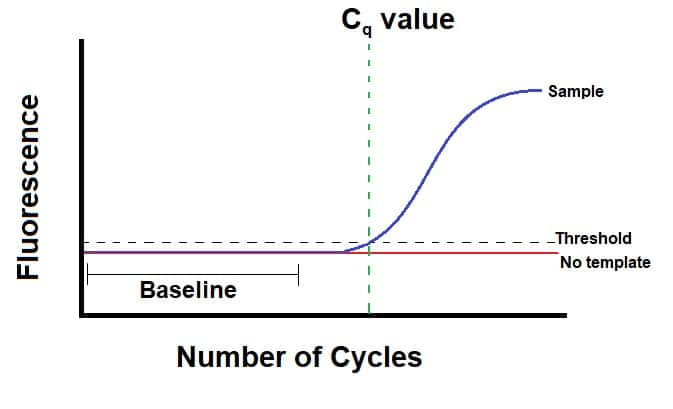 Cq value
Fluorescence
Sample
Threshold
No template
Baseline
Number of Cycles